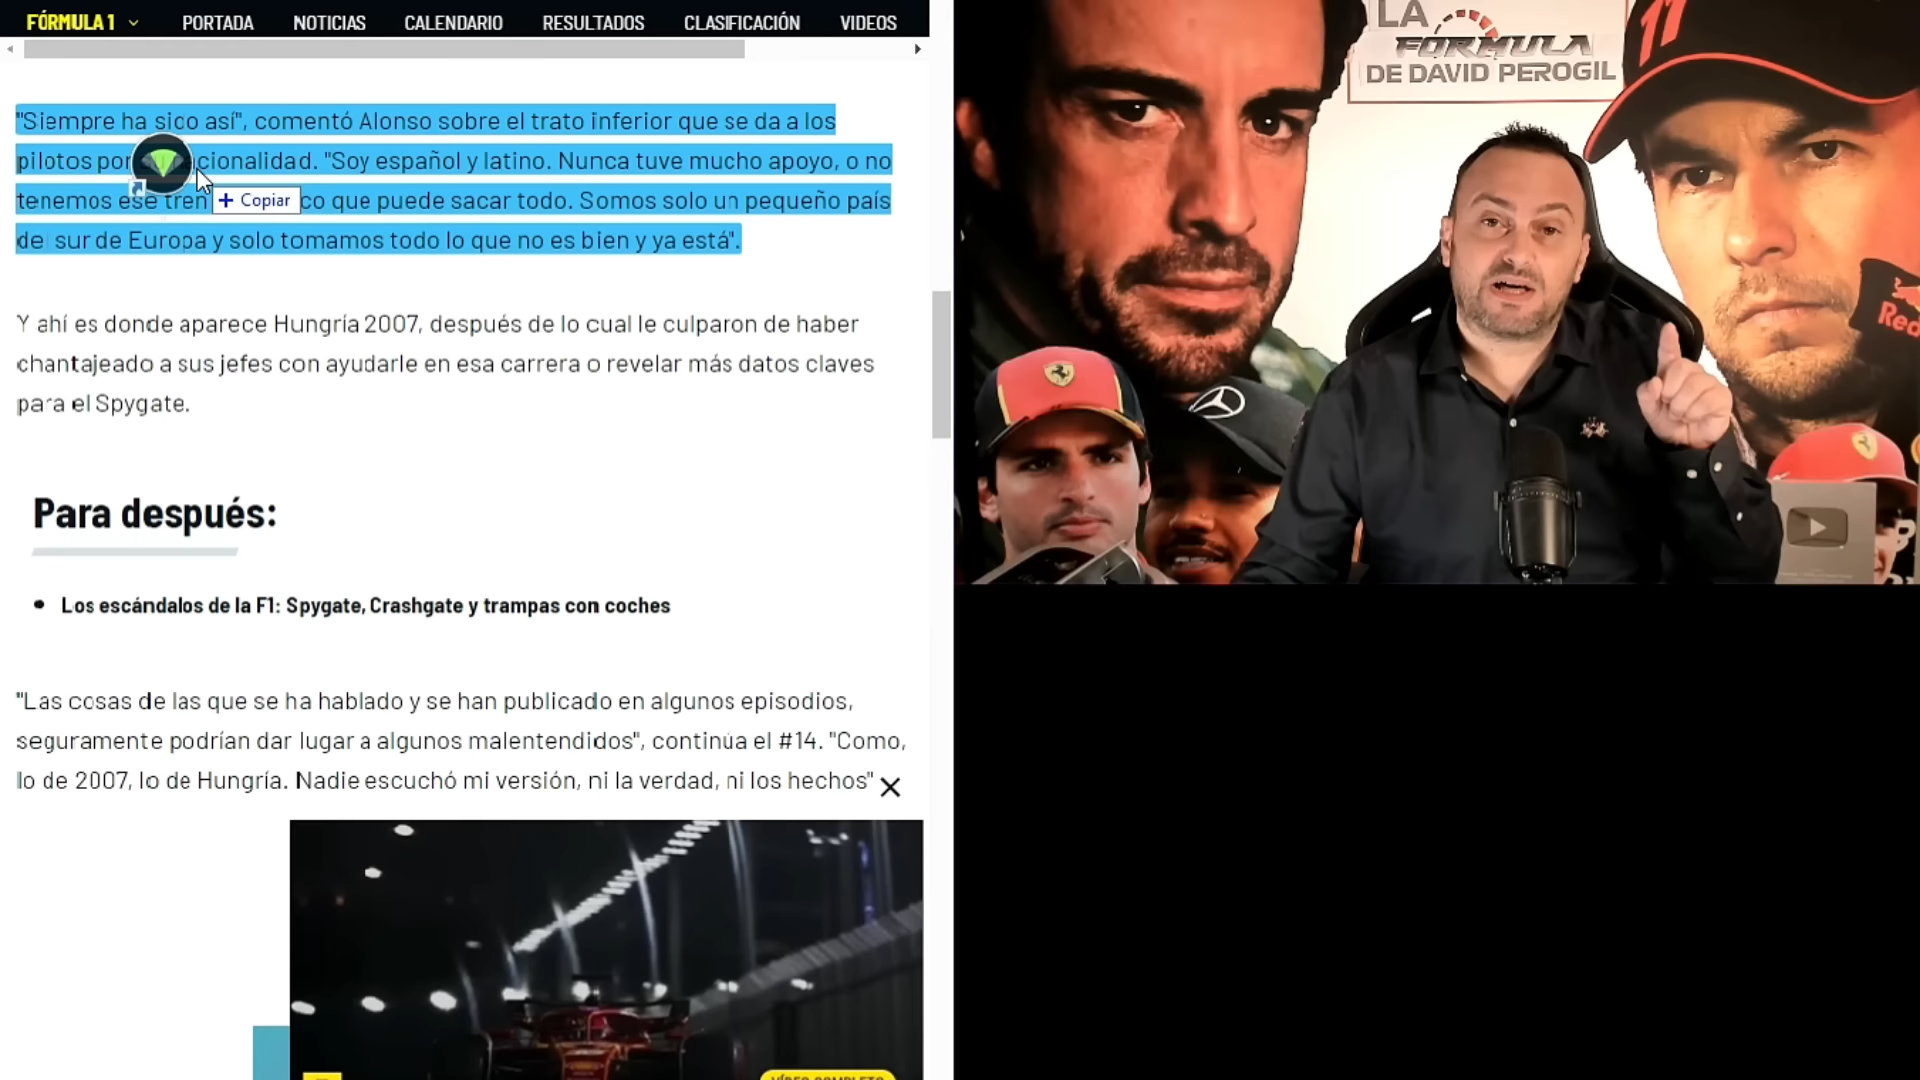 FÓRMULA 1 PORTADA NOTICIAS CALENDARIO RESULTADOS CLASIFICACIÓN VIDEOS
"Siempre ha sido así", comentó Alonso sobre el trato inferior que se da a los
pilotos por nacionalidad. "Soy español y latino. Nunca tuve mucho apoyo, o no
tenemos ese tren co que puede sacar todo. Somos solo un pequeño país
del sur de Europa y solo tomamos todo lo que no es bien y ya está".
Copiar
Y ahí es donde aparece Hungría 2007, después de lo cual le culparon de haber
chantajeado a sus jefes con ayudarle en esa carrera o revelar más datos claves
para el Spygate.
Para después:
• Los escándalos de la F1: Spygate, Crashgate y trampas con coches
"Las cosas de las que se ha hablado y se han publicado en algunos episodios,
seguramente podrían dar lugar a algunos malentendidos", continúa el #14. "Como,
lo de 2007, lo de Hungría. Nadie escuchó mi versión, ni la verdad, ni los hechos"
VÍDEO COMPLETO
LA
FÓRMULA
DE DAVID PEROGIL
11
Red